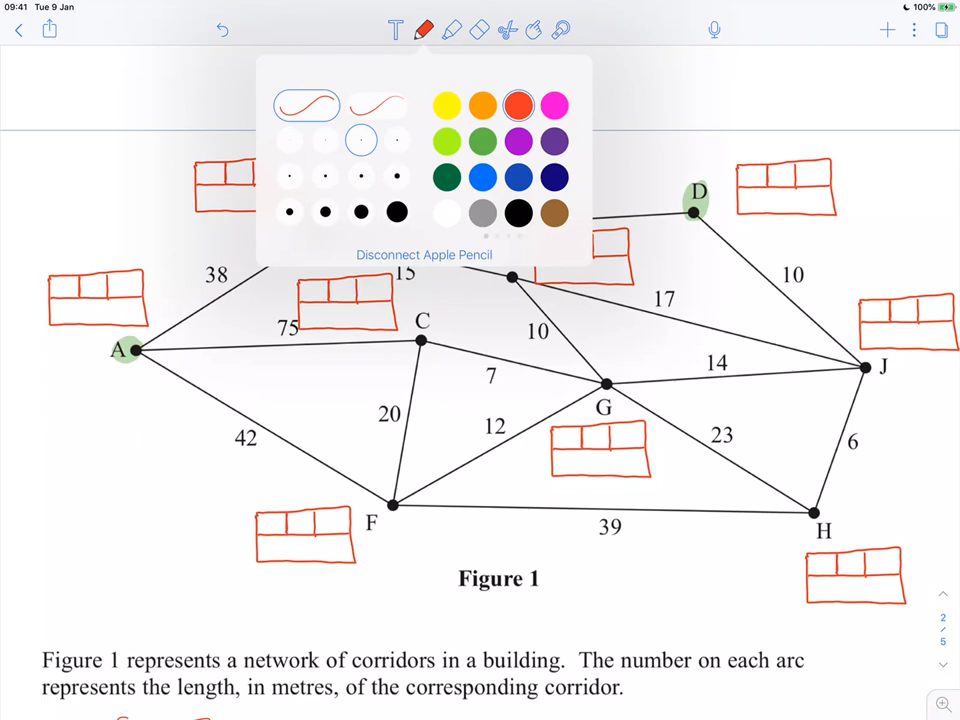 09:41 Tue 9 Jan 100%
T
Disconnect Apple Pencil
D
38
15
10
75
C
10
17
A
7
14
J
20
12
G
42
23
6
F
39
H
Figure 1
2
/
5
Figure 1 represents a network of corridors in a building. The number on each arc
represents the length, in metres, of the corresponding corridor.